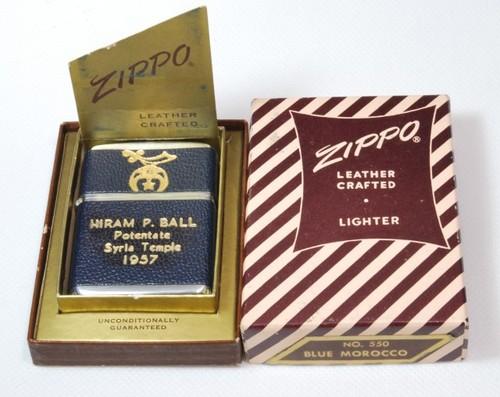 ZIPPO
LEATHER
CRAFTED
HIRAM P. BALL
Potentate
Syria Temple
1957
UNCONDITIONALLY
GUARANTEED
ZIPPO®
LEATHER
CRAFTED
•
LIGHTER
NO. 550
BLUE MOROCCO